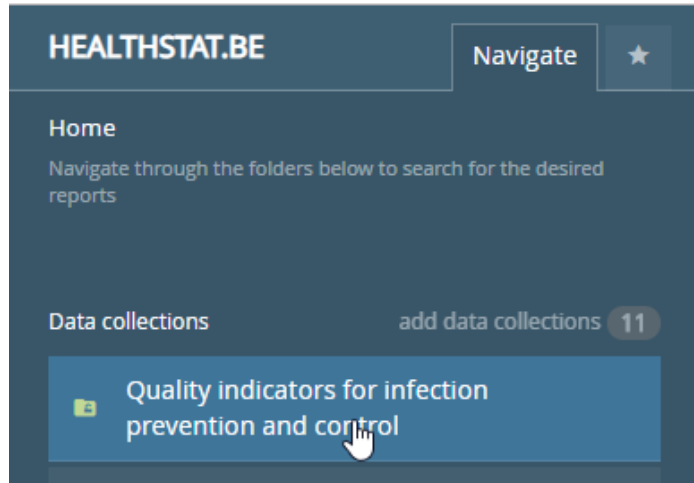 HEALTHSTAT.BE
Navigate
Home
Navigate through the folders below to search for the desired
reports
Data collections
add data collections 11
Quality indicators for infection
prevention and control